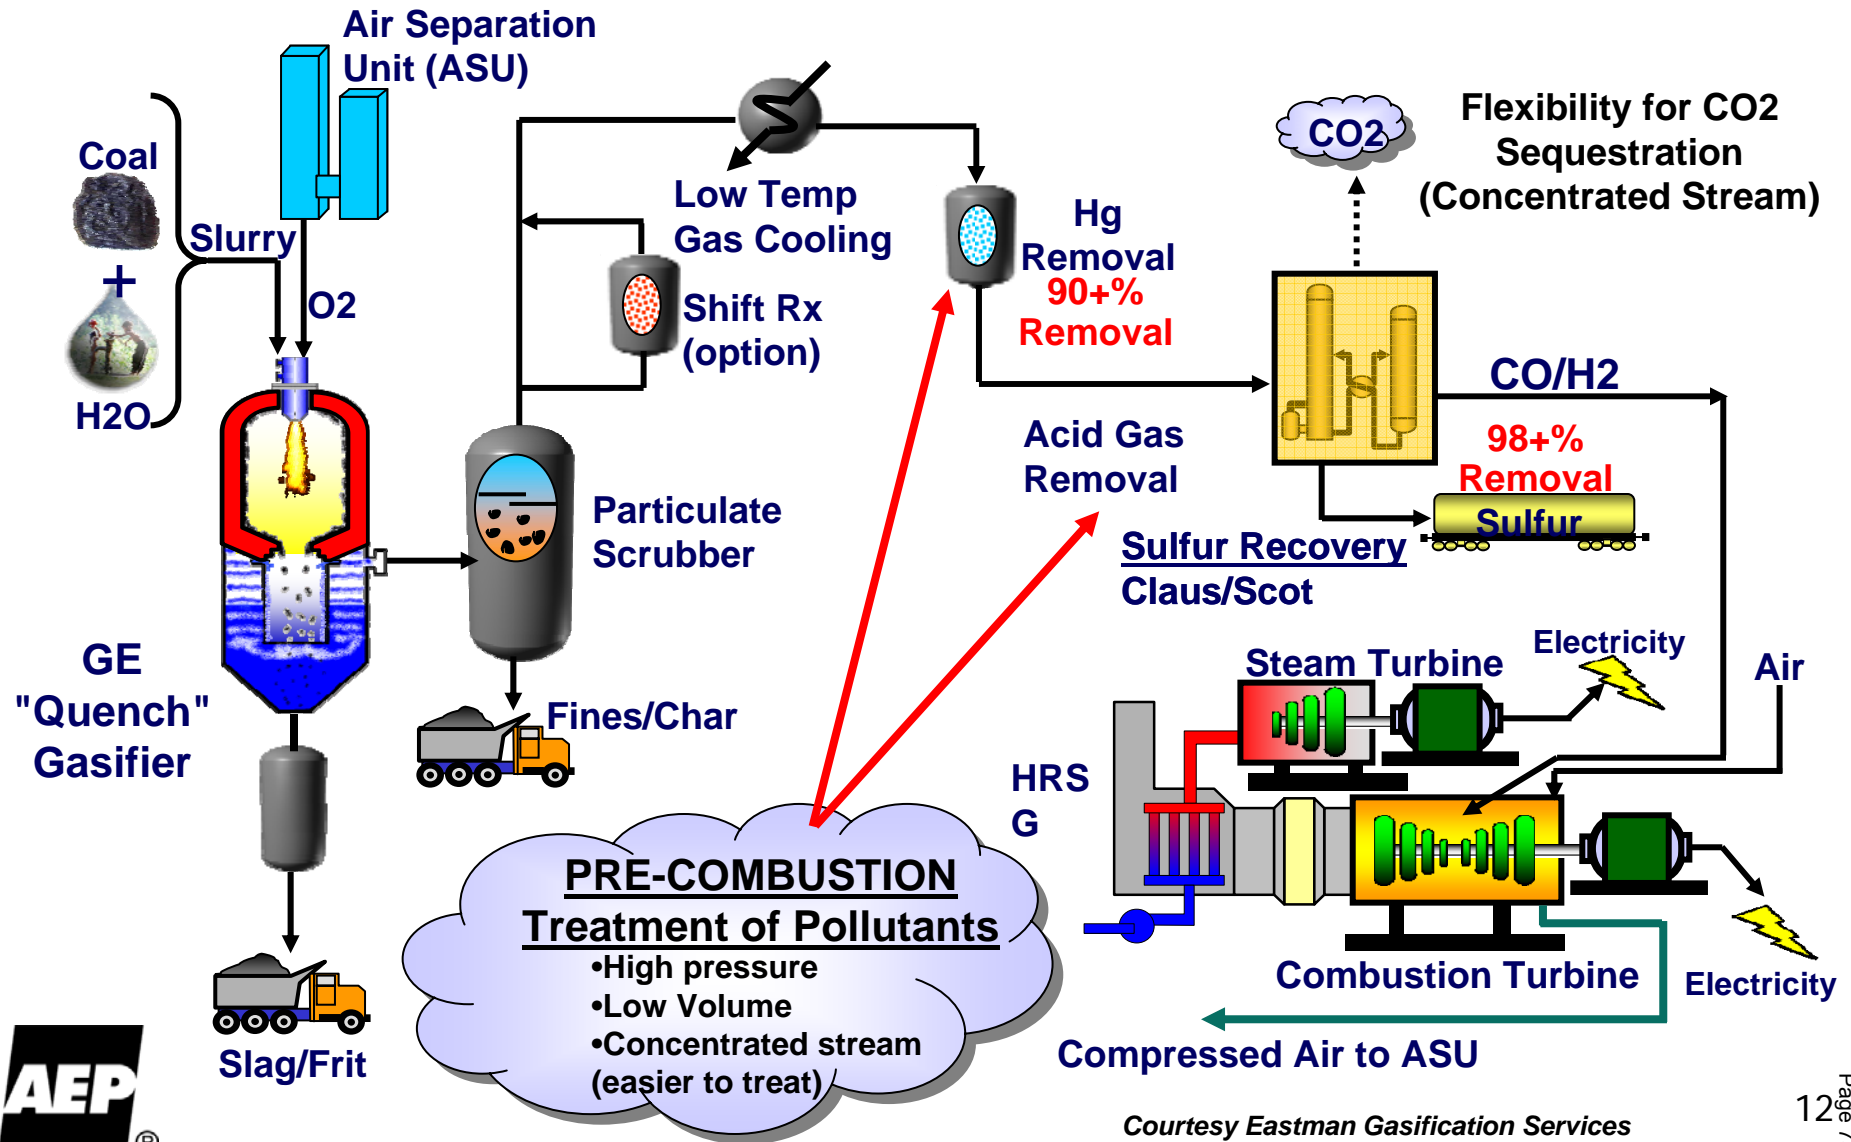 Air Separation
Unit (ASU)
Coal
+
H2O
Slurry
O2
Low Temp
Gas Cooling
Shift Rx
(option)
Hg
Removal
90+%
Removal
CO2
Flexibility for CO2
Sequestration
(Concentrated Stream)
CO/H2
98+%
Removal
Sulfur
Acid Gas
Removal
Sulfur Recovery
Claus/Scot
Particulate
Scrubber
GE
"Quench"
Gasifier
Fines/Char
Slag/Frit
Steam Turbine
Electricity
Air
HRS
G
Combustion Turbine
Electricity
Compressed Air to ASU
PRE-COMBUSTION
Treatment of Pollutants
•High pressure
•Low Volume
•Concentrated stream
(easier to treat)
AEP
®
Courtesy Eastman Gasification Services
12
Page 7